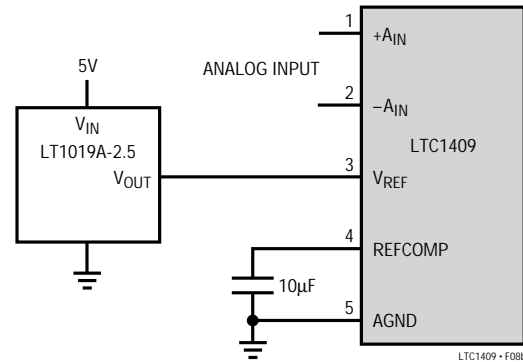 1
+AIN
5V
ANALOG INPUT
VIN
2
−AIN
LT1019A-2.5
LTC1409
VOUT
3
VREF
4
REFCOMP
10µF
5
AGND
LTC1409 • F08b